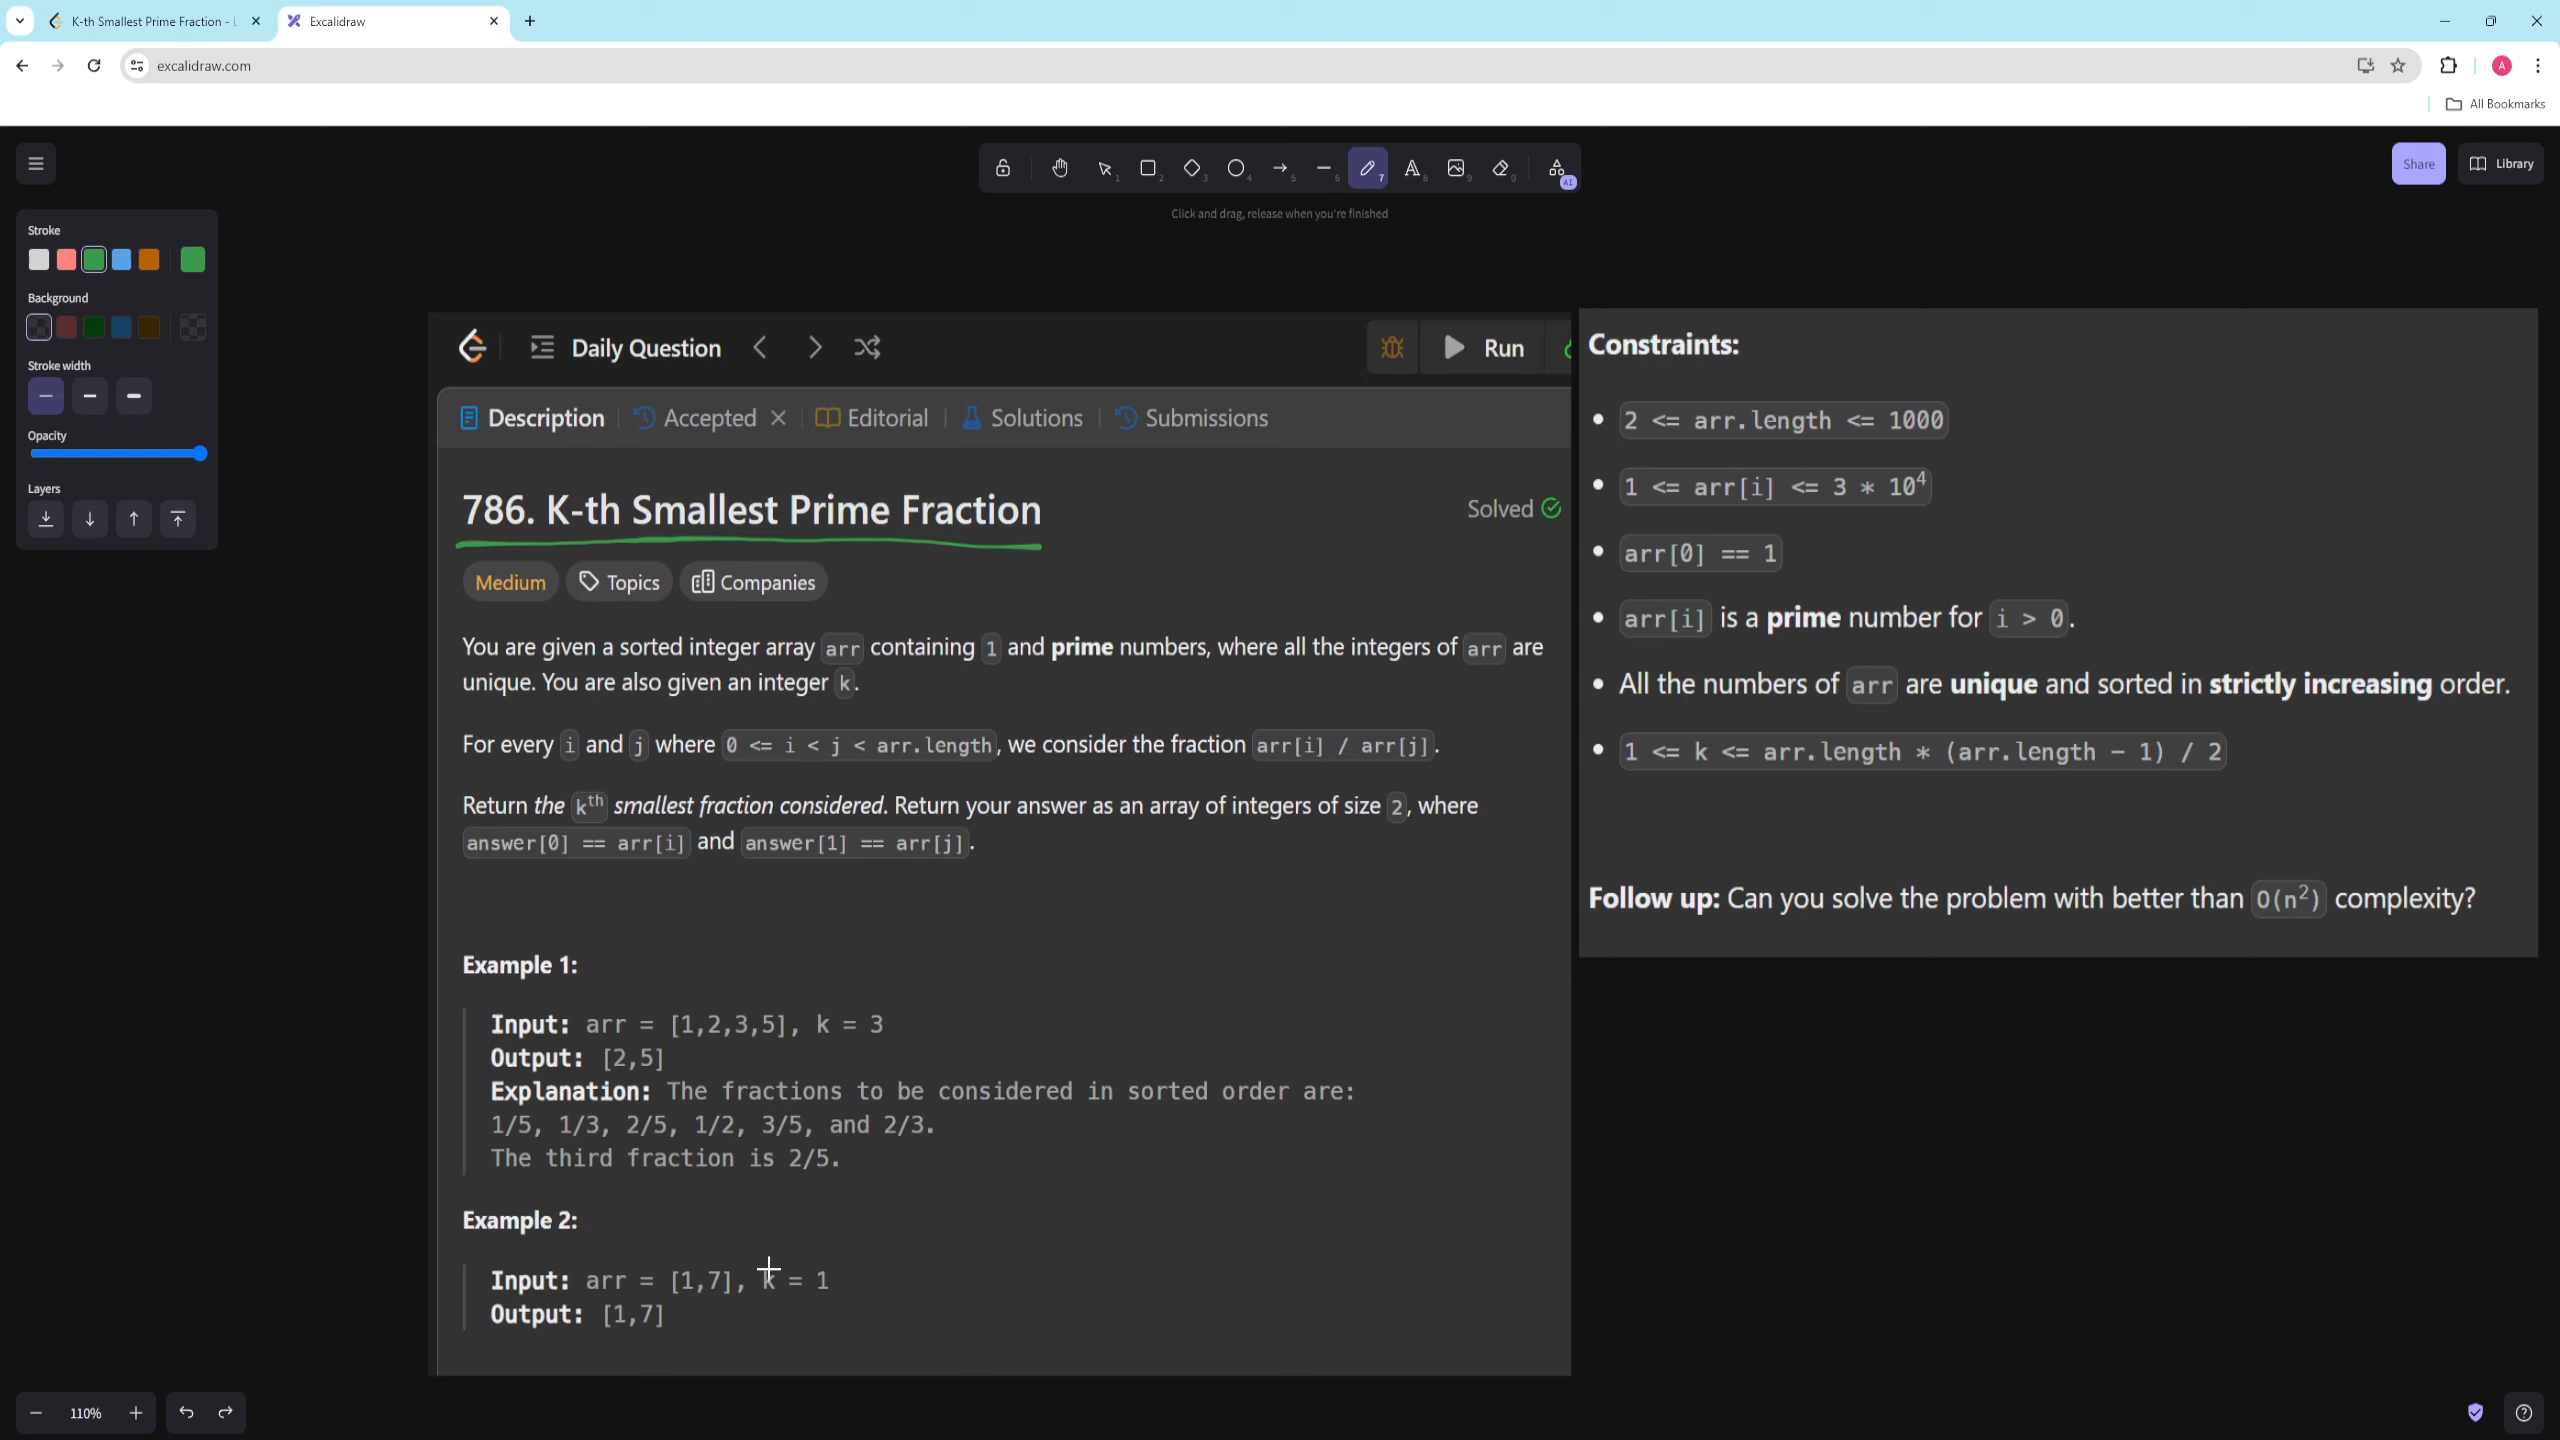 K-th Smallest Prime Fraction - L
Excalidraw
excalidraw.com
A
All Bookmarks
1
2
3
4
5
6
7
8
9
0
AI
Share
Library
Click and drag, release when you're finished
Stroke
Background
Stroke width
Opacity
Layers
Daily Question
Run
Description
Accepted
Editorial
Solutions
Submissions
786. K-th Smallest Prime Fraction
Solved
Medium
Topics
Companies
You are given a sorted integer array arr containing 1 and prime numbers, where all the integers of arr are
unique. You are also given an integer k.
For every i and j where 0 <= i < j < arr.length, we consider the fraction arr[i] / arr[j].
Return the kth smallest fraction considered. Return your answer as an array of integers of size 2, where
answer[0] == arr[i] and answer[1] == arr[j].
Example 1:
Input: arr = [1,2,3,5], k = 3
Output: [2,5]
Explanation: The fractions to be considered in sorted order are:
1/5, 1/3, 2/5, 1/2, 3/5, and 2/3.
The third fraction is 2/5.
Example 2:
Input: arr = [1,7], k = 1
Output: [1,7]
Constraints:
2 <= arr.length <= 1000
1 <= arr[i] <= 3 * 10^4
arr[0] == 1
arr[i] is a prime number for i > 0.
All the numbers of arr are unique and sorted in strictly increasing order.
1 <= k <= arr.length * (arr.length - 1) / 2
Follow up: Can you solve the problem with better than O(n²) complexity?
110%